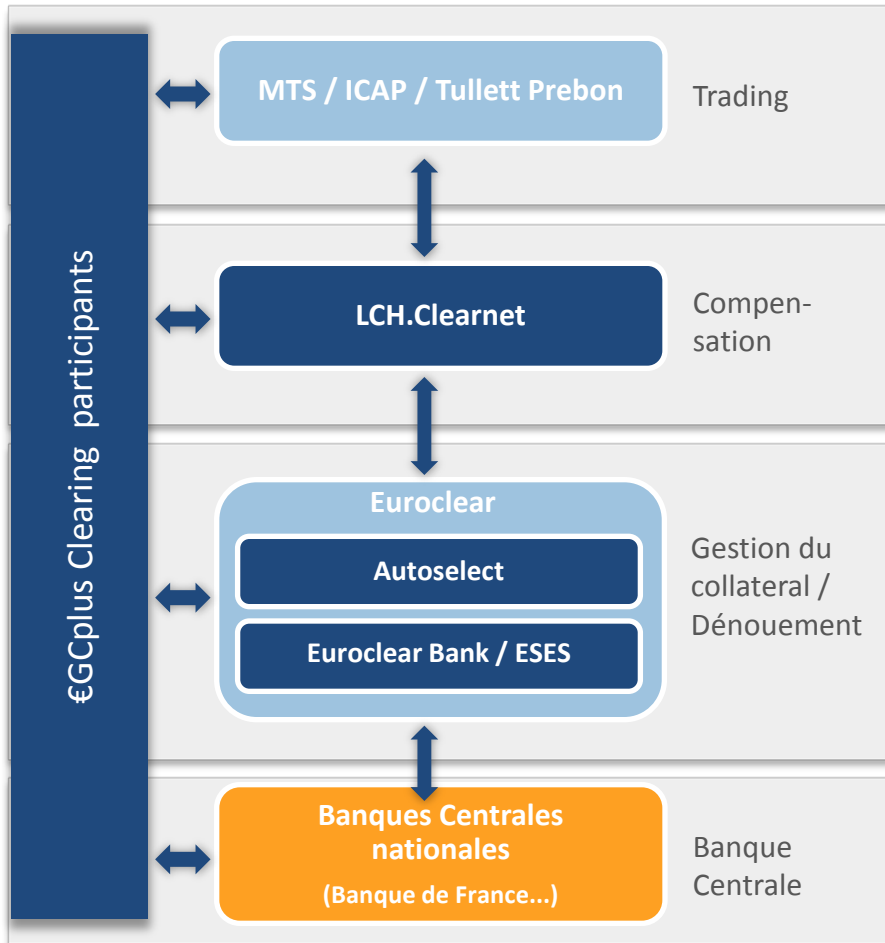 €GCplus Clearing participants
MTS / ICAP / Tullett Prebon
Trading
LCH.Clearnet
Compen-
sation
Euroclear
Autoselect
Euroclear Bank / ESES
Gestion du
collateral /
Dénouement
Banques Centrales
nationales
(Banque de France...)
Banque
Centrale